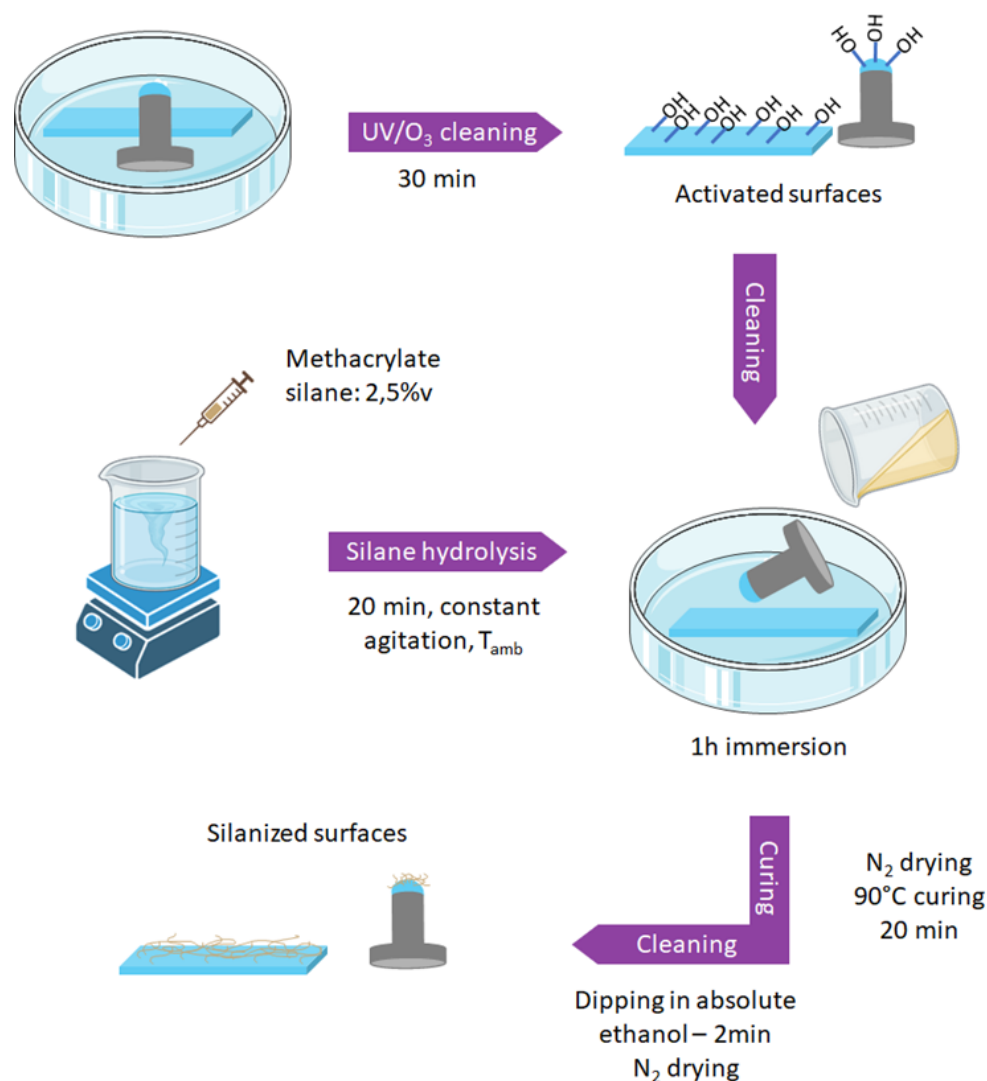 UV/O₃ cleaning
30 min
HO
OH
OH
OH
OH
OH
OH
OH
OH
OH
OH
Activated surfaces
Cleaning
Methacrylate
silane: 2,5%v
Silane hydrolysis
20 min, constant
agitation, Tₐₘb
1h immersion
Silanized surfaces
Curing
N₂ drying
90°C curing
20 min
Cleaning
Dipping in absolute
ethanol – 2min
N₂ drying